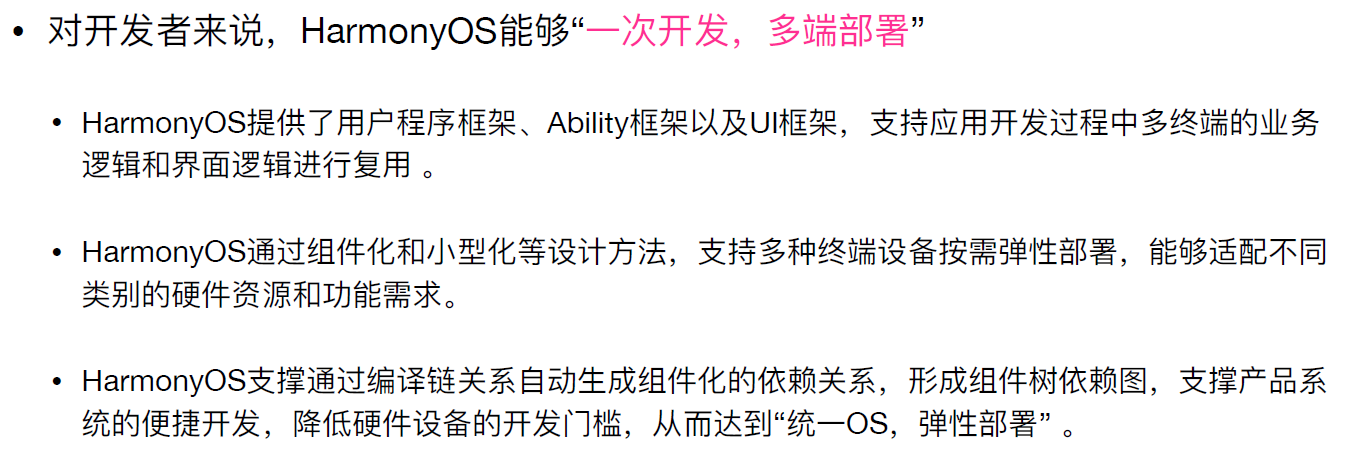 • 对开发者来说，HarmonyOS能够“一次开发，多端部署”
• HarmonyOS提供了用户程序框架、Ability框架以及UI框架，支持应用开发过程中多终端的业务
逻辑和界面逻辑进行复用 。
• HarmonyOS通过组件化和小型化等设计方法，支持多种终端设备按需弹性部署，能够适配不同
类别的硬件资源和功能需求。
• HarmonyOS支撑通过编译链关系自动生成组件化的依赖关系，形成组件树依赖图，支撑产品系
统的便捷开发，降低硬件设备的开发门槛，从而达到“统一OS，弹性部署” 。